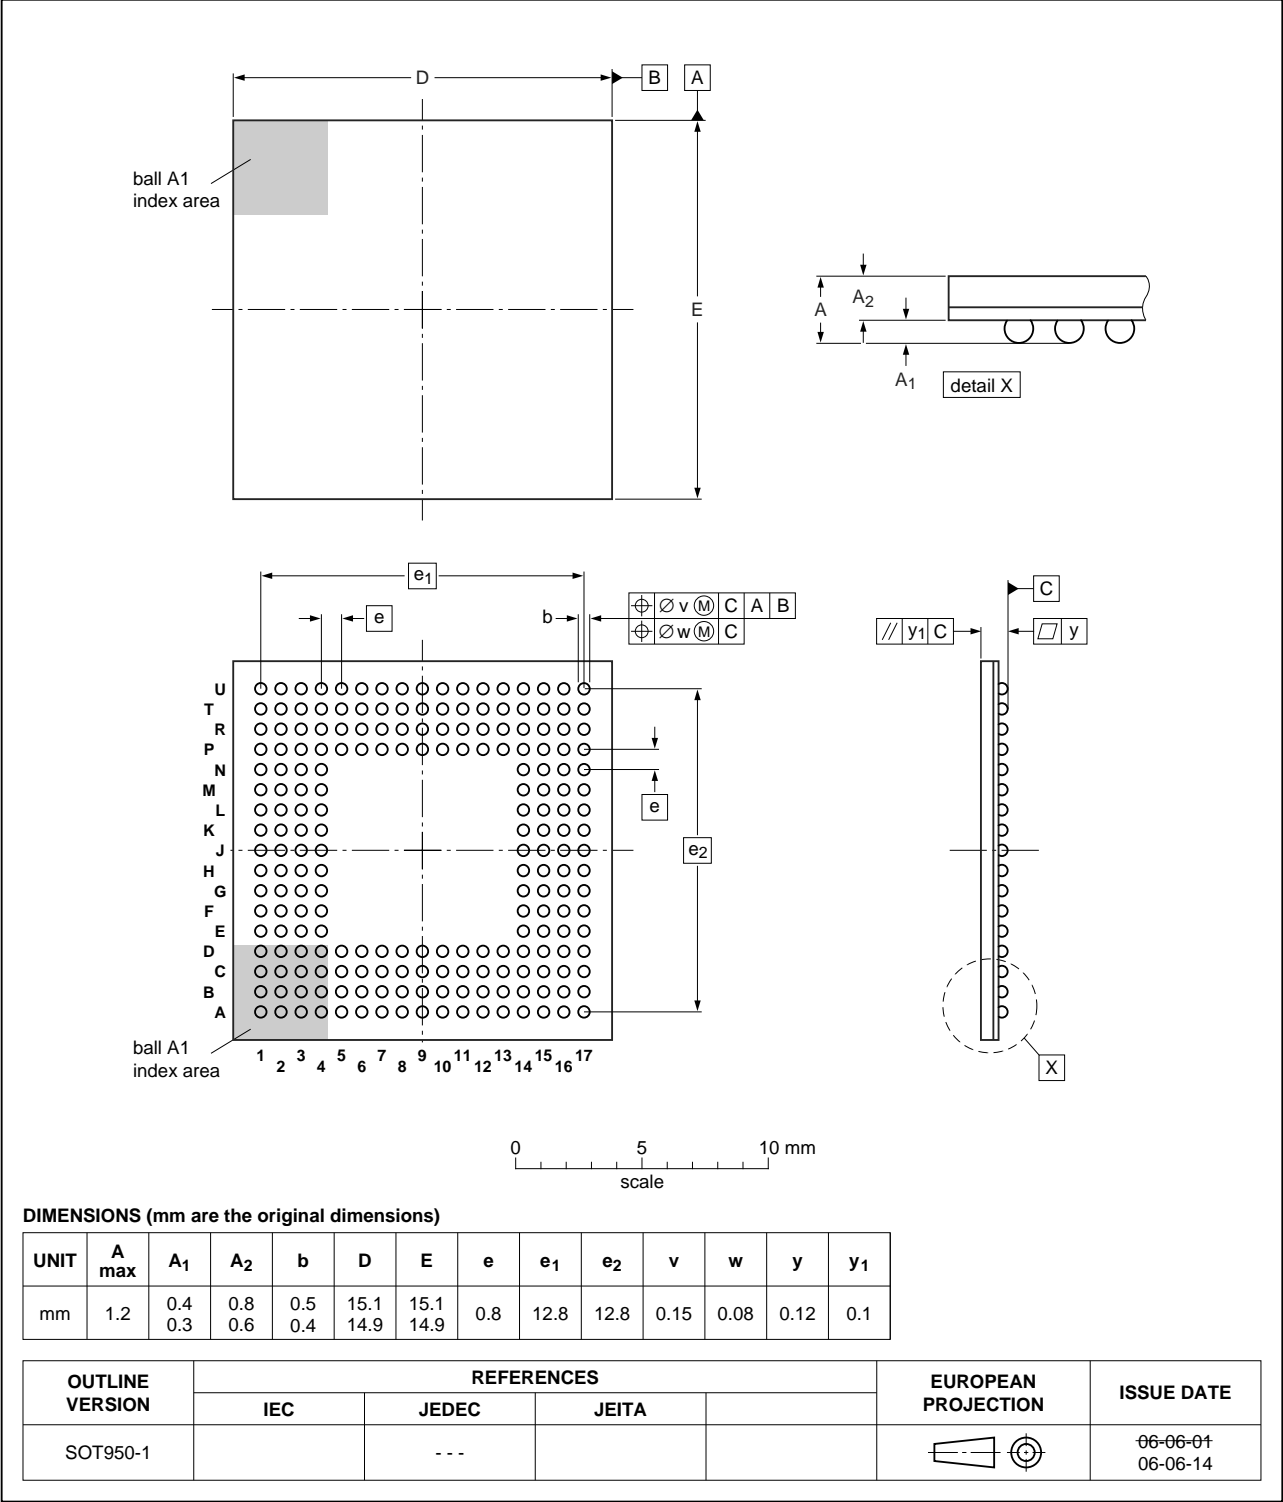 D
B
A
ball A1
index area
E
A
A2
A1
detail X
e1
e
b
⌖ ∅ v Ⓜ C A B
⌖ ∅ w Ⓜ C
C
// y1 C
▱ y
U
T
R
P
N
M
L
K
J
H
G
F
E
D
C
B
A
e
e2
ball A1
index area
1 2 3 4 5 6 7 8 9 10 11 12 13 14 15 16 17
X
0 5 10 mm
scale
DIMENSIONS (mm are the original dimensions)
UNIT A max A1 A2 b D E e e1 e2 v w y y1
mm 1.2 0.4 0.3 0.8 0.6 0.5 0.4 15.1 14.9 15.1 14.9 0.8 12.8 12.8 0.15 0.08 0.12 0.1
OUTLINE VERSION REFERENCES EUROPEAN PROJECTION ISSUE DATE
IEC JEDEC JEITA
SOT950-1 - - - 06-06-01
06-06-14